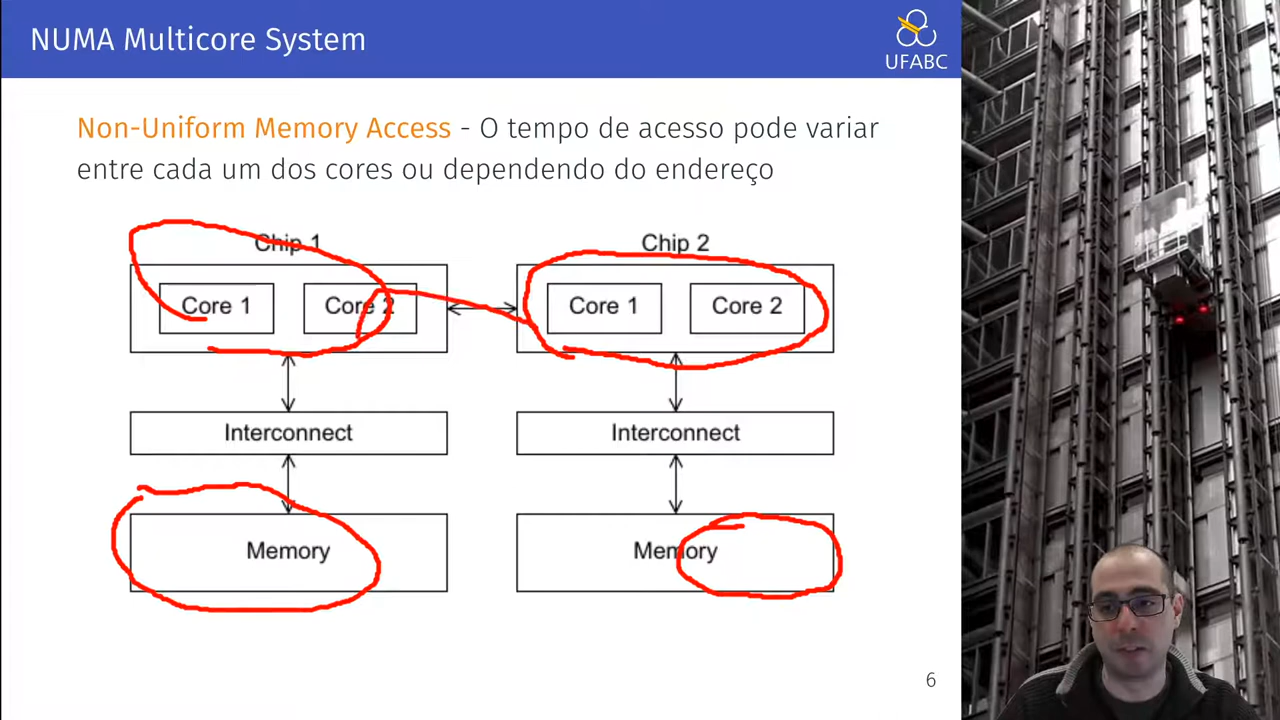 NUMA Multicore System
UFABC
Non-Uniform Memory Access - O tempo de acesso pode variar
entre cada um dos cores ou dependendo do endereço
Chip 1
Chip 2
Core 1
Core 2
Core 1
Core 2
Interconnect
Interconnect
Memory
Memory
6